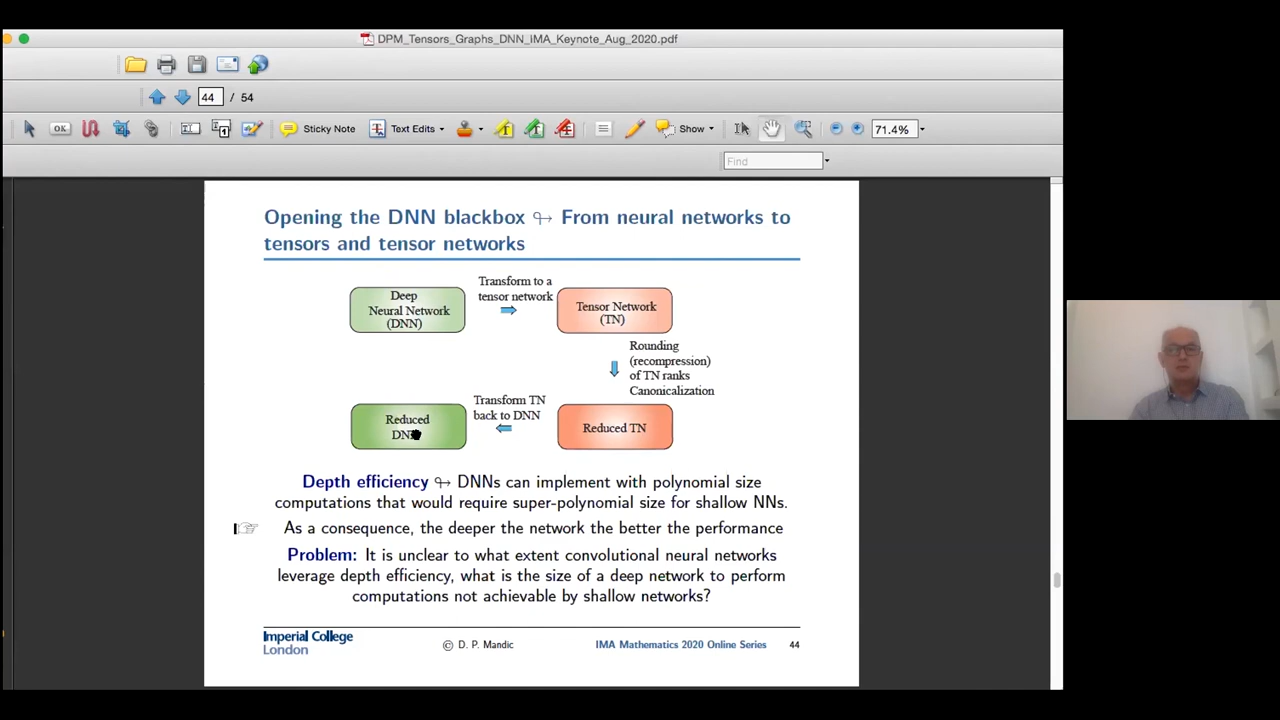 DPM_Tensors_Graphs_DNN_IMA_Keynote_Aug_2020.pdf
44 / 54
OK
Sticky Note
Text Edits
Show
71.4%
Find
Opening the DNN blackbox ↬ From neural networks to
tensors and tensor networks
Deep
Neural Network
(DNN)
Transform to a
tensor network
Tensor Network
(TN)
Rounding
(recompression)
of TN ranks
Canonicalization
Reduced
Transform TN
back to DNN
Reduced TN
Depth efficiency ↬ DNNs can implement with polynomial size
computations that would require super-polynomial size for shallow NNs.
As a consequence, the deeper the network the better the performance
Problem: It is unclear to what extent convolutional neural networks
leverage depth efficiency, what is the size of a deep network to perform
computations not achievable by shallow networks?
Imperial College
London
© D. P. Mandic
IMA Mathematics 2020 Online Series
44